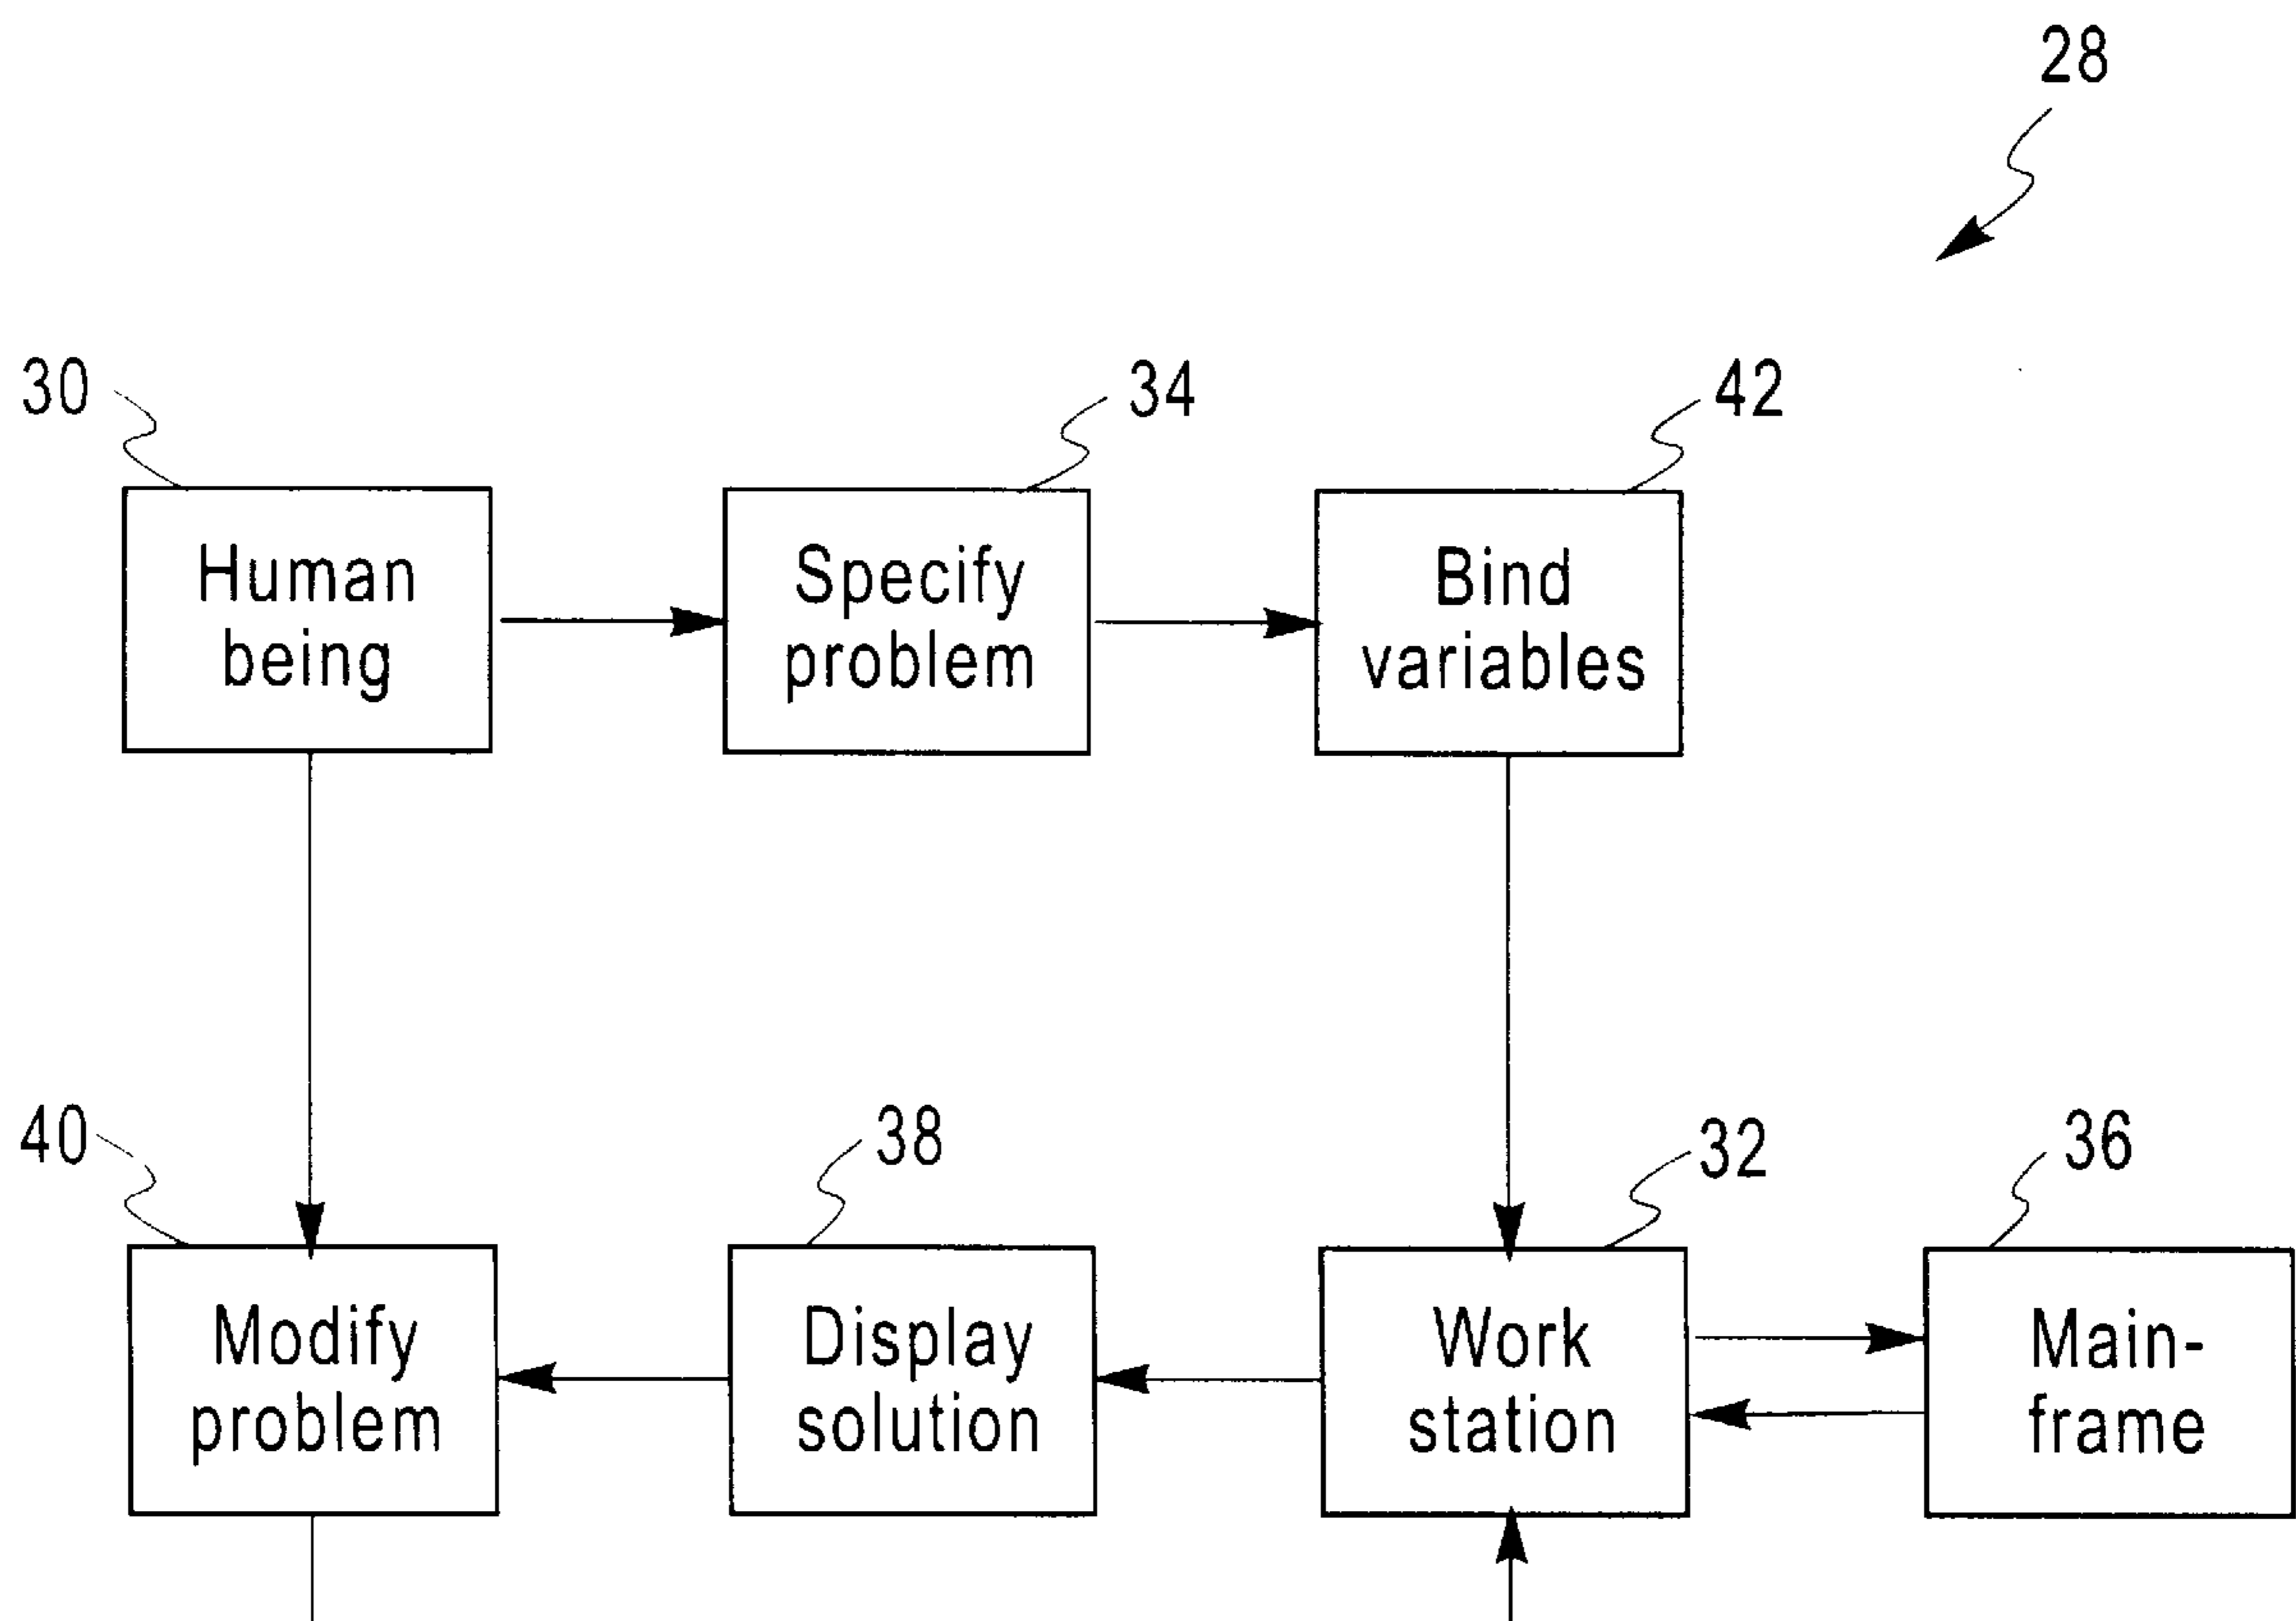 28
30
34
42
Human
being
Specify
problem
Bind
variables
40
38
32
36
Modify
problem
Display
solution
Work
station
Main-
frame